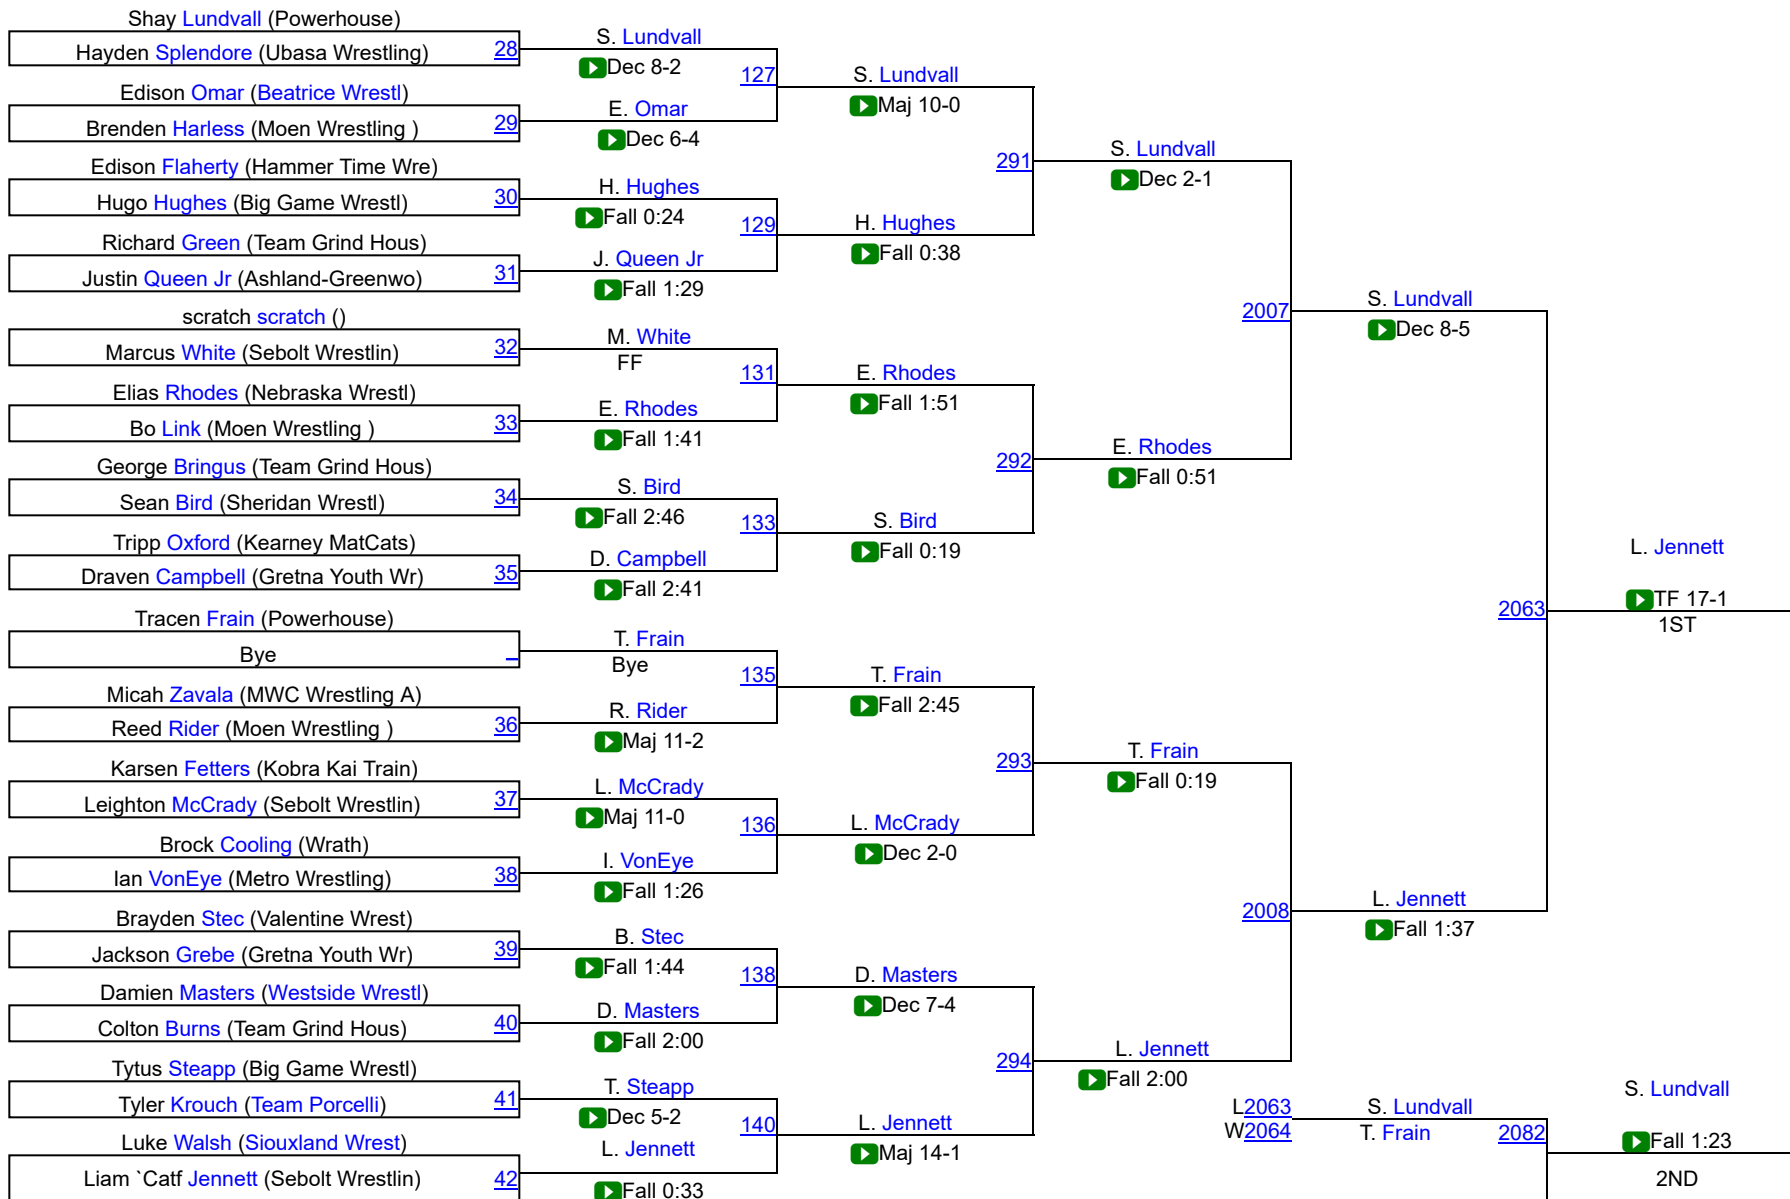 Shay Lundvall (Powerhouse)
Hayden Splendore (Ubasa Wrestling) 28
Edison Omar (Beatrice Wrestl)
Brenden Harless (Moen Wrestling ) 29
Edison Flaherty (Hammer Time Wre)
Hugo Hughes (Big Game Wrestl) 30
Richard Green (Team Grind Hous)
Justin Queen Jr (Ashland-Greenwo) 31
scratch scratch ()
Marcus White (Sebolt Wrestlin) 32
Elias Rhodes (Nebraska Wrestl)
Bo Link (Moen Wrestling ) 33
George Bringus (Team Grind Hous)
Sean Bird (Sheridan Wrestl) 34
Tripp Oxford (Kearney MatCats)
Draven Campbell (Gretna Youth Wr) 35
Tracen Frain (Powerhouse)
Bye _
Micah Zavala (MWC Wrestling A)
Reed Rider (Moen Wrestling ) 36
Karsen Fetters (Kobra Kai Train)
Leighton McCrady (Sebolt Wrestlin) 37
Brock Cooling (Wrath)
Ian VonEye (Metro Wrestling) 38
Brayden Stec (Valentine Wrest)
Jackson Grebe (Gretna Youth Wr) 39
Damien Masters (Westside Wrestl)
Colton Burns (Team Grind Hous) 40
Tytus Steapp (Big Game Wrestl)
Tyler Krouch (Team Porcelli) 41
Luke Walsh (Siouxland Wrest)
Liam `Catf Jennett (Sebolt Wrestlin) 42
S. Lundvall
Dec 8-2
127
E. Omar
Dec 6-4
H. Hughes
Fall 0:24
129
J. Queen Jr
Fall 1:29
M. White
FF
131
E. Rhodes
Fall 1:41
S. Bird
Fall 2:46
133
D. Campbell
Fall 2:41
T. Frain
Bye
135
R. Rider
Maj 11-2
L. McCrady
Maj 11-0
136
I. VonEye
Fall 1:26
B. Stec
Fall 1:44
138
D. Masters
Fall 2:00
T. Steapp
Dec 5-2
140
L. Jennett
Fall 0:33
S. Lundvall
Maj 10-0
291
H. Hughes
Fall 0:38
E. Rhodes
Fall 1:51
292
S. Bird
Fall 0:19
T. Frain
Fall 2:45
293
L. McCrady
Dec 2-0
D. Masters
Dec 7-4
294
L. Jennett
Maj 14-1
S. Lundvall
Dec 2-1
2007
E. Rhodes
Fall 0:51
T. Frain
Fall 0:19
2008
L. Jennett
Fall 2:00
S. Lundvall
Dec 8-5
2063
L. Jennett
Fall 1:37
L. Jennett
TF 17-1
1ST
L2063 S. Lundvall
W2064 T. Frain 2082
S. Lundvall
Fall 1:23
2ND